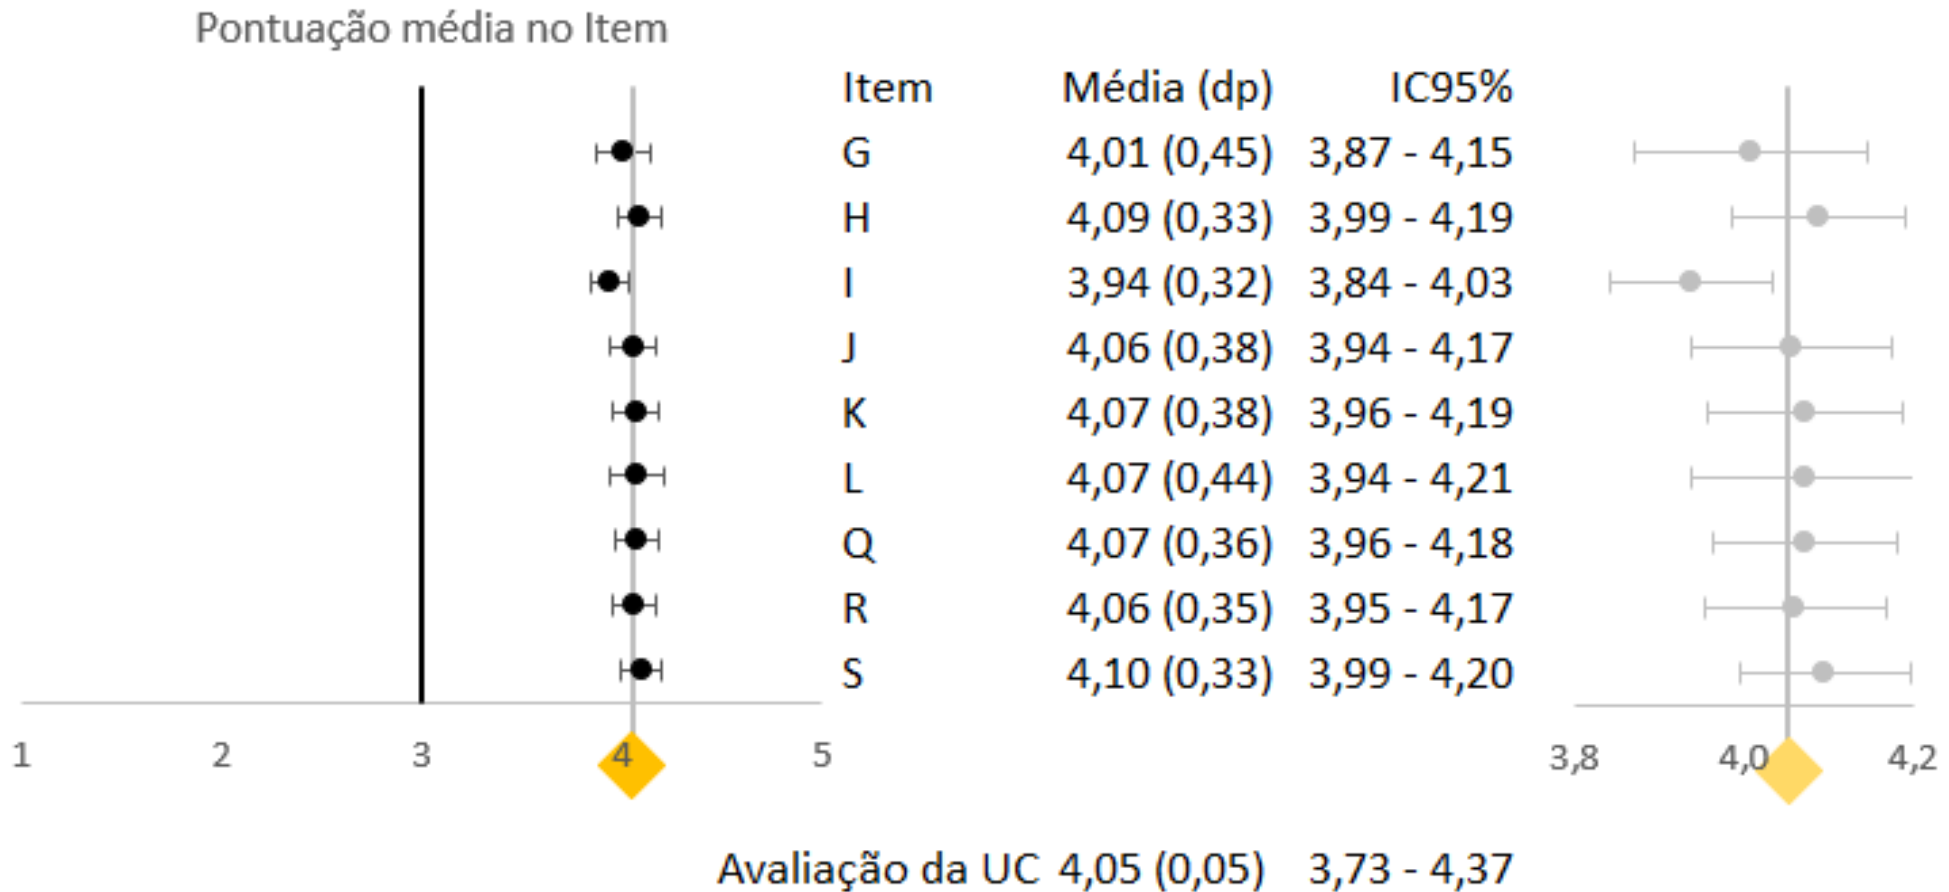 Pontuação média no Item
Item Média (dp) IC95%
G 4,01 (0,45) 3,87 - 4,15
H 4,09 (0,33) 3,99 - 4,19
I 3,94 (0,32) 3,84 - 4,03
J 4,06 (0,38) 3,94 - 4,17
K 4,07 (0,38) 3,96 - 4,19
L 4,07 (0,44) 3,94 - 4,21
Q 4,07 (0,36) 3,96 - 4,18
R 4,06 (0,35) 3,95 - 4,17
S 4,10 (0,33) 3,99 - 4,20
1 2 3 4 5
3,8 4,0 4,2
Avaliação da UC 4,05 (0,05) 3,73 - 4,37